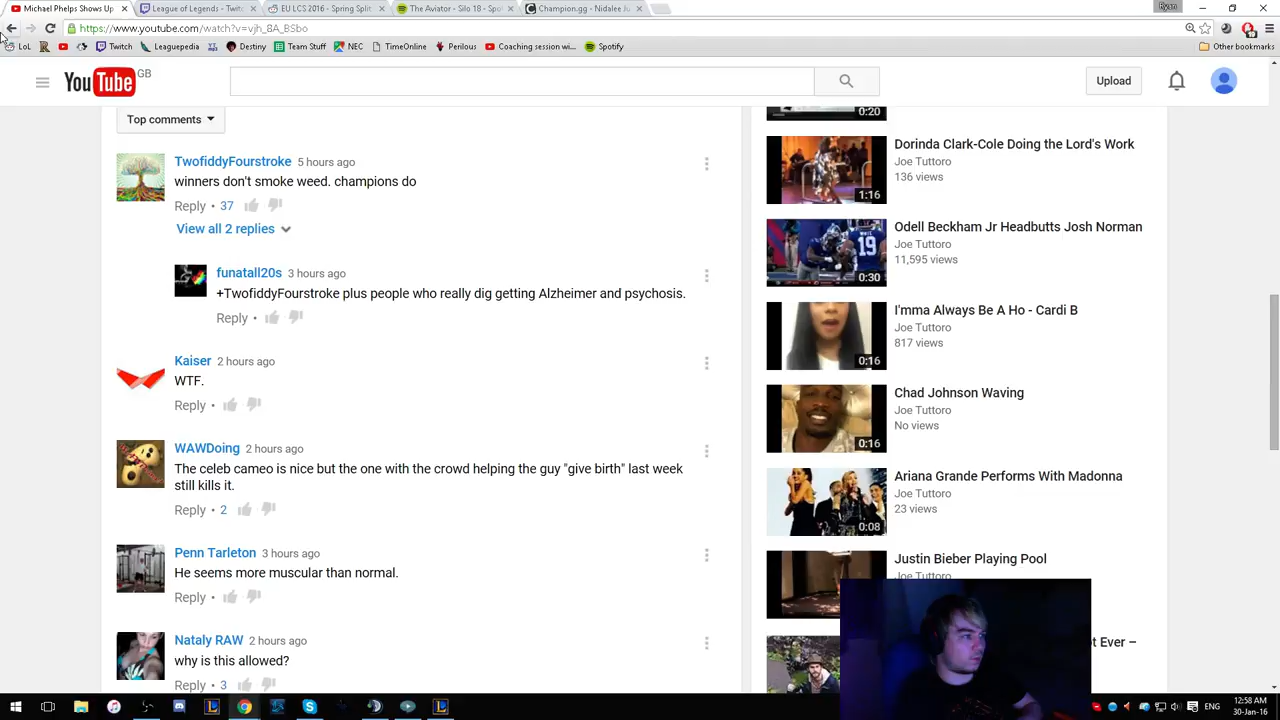 Michael Phelps Shows Up
League of Legends - Twit
EU LCS 2016 - Spring Split
The Aviator - Silo 18 - Spot
Champion.gg - Nidalee Ju
Ryan
https://www.youtube.com/watch?v=vjh_8A_BSbo
LoL
Twitch
Leaguepedia
Destiny
Team Stuff
NEC
TimeOnline
Perilous
Coaching session wi...
Spotify
Other bookmarks
YouTube GB
Upload
Top comments
TwofiddyFourstroke 5 hours ago
winners don't smoke weed. champions do
Reply • 37
View all 2 replies
funatall20s 3 hours ago
+TwofiddyFourstroke plus people who really dig getting Alzheimer and psychosis.
Reply •
Kaiser 2 hours ago
WTF.
Reply •
WAWDoing 2 hours ago
The celeb cameo is nice but the one with the crowd helping the guy "give birth" last week
still kills it.
Reply • 2
Penn Tarleton 3 hours ago
He seems more muscular than normal.
Reply •
Nataly RAW 2 hours ago
why is this allowed?
Reply • 3
0:20
Dorinda Clark-Cole Doing the Lord's Work
Joe Tuttoro
136 views
1:16
Odell Beckham Jr Headbutts Josh Norman
Joe Tuttoro
11,595 views
0:30
I'mma Always Be A Ho - Cardi B
Joe Tuttoro
817 views
0:16
Chad Johnson Waving
Joe Tuttoro
No views
0:16
Ariana Grande Performs With Madonna
Joe Tuttoro
23 views
0:08
Justin Bieber Playing Pool
Joe Tuttoro
t Ever –
ENG
12:58 AM
30-Jan-16